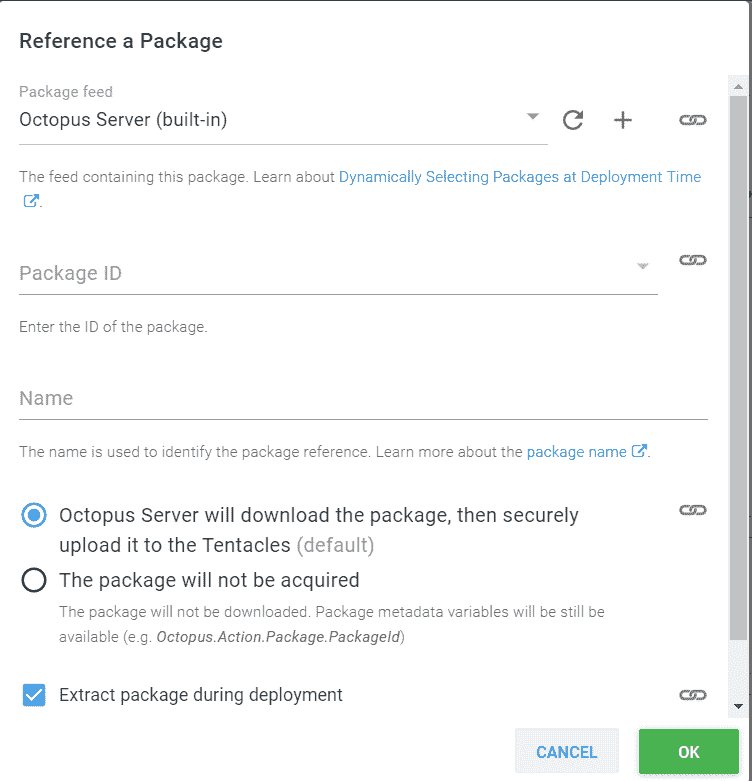 Reference a Package
Package feed
Octopus Server (built-in)
The feed containing this package. Learn about Dynamically Selecting Packages at Deployment Time
.
Package ID
Enter the ID of the package.
Name
The name is used to identify the package reference. Learn more about the package name .
Octopus Server will download the package, then securely
upload it to the Tentacles (default)
The package will not be acquired
The package will not be downloaded. Package metadata variables will be still be
available (e.g. Octopus.Action.Package.PackageId)
Extract package during deployment
CANCEL
OK